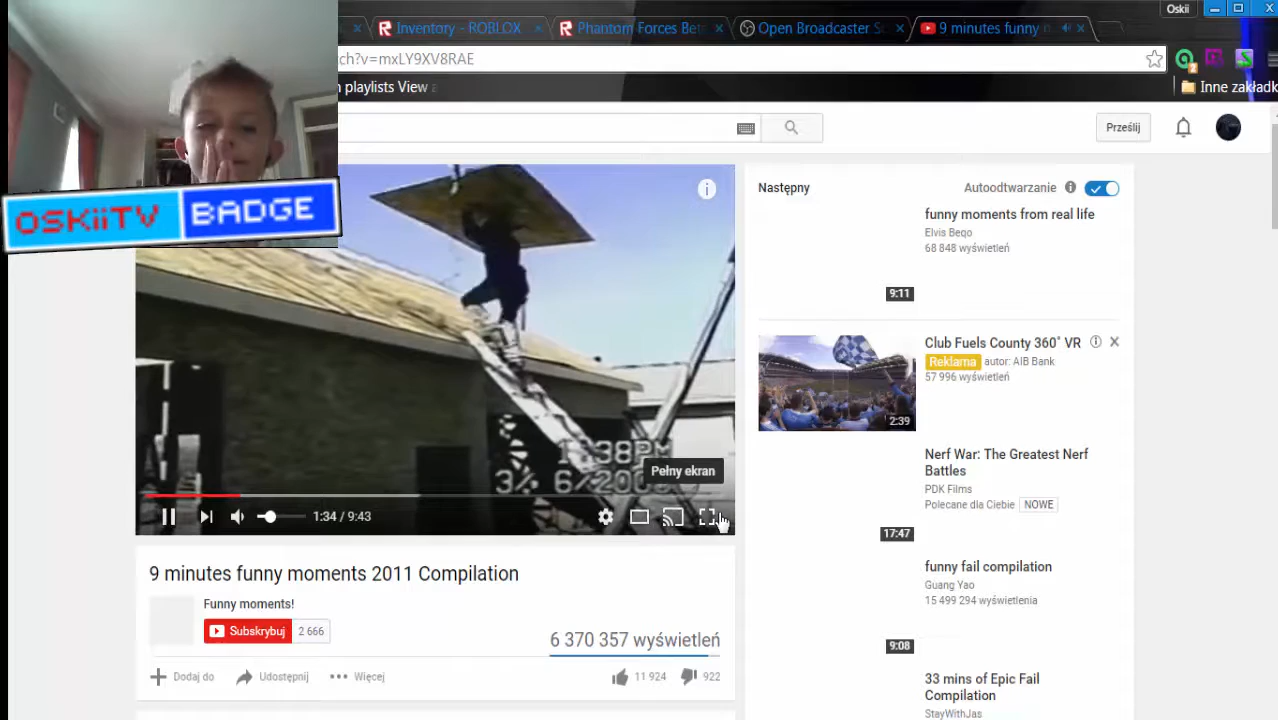 Oskii
Inventory - ROBLOX
Phantom Forces Bet
Open Broadcaster S
9 minutes funny
ch?v=mxLY9XV8RAE
playlists View
Inne zakładk
Prześlij
OSKiiTV BADGE
Następny
Autoodtwarzanie
funny moments from real life
Elvis Bego
68 848 wyświetleń
9:11
Club Fuels County 360° VR
Reklama autor: AIB Bank
57 996 wyświetleń
2:39
Nerf War: The Greatest Nerf
Battles
PDK Films
Polecane dla Ciebie NOWE
17:47
funny fail compilation
Guang Yao
15 499 294 wyświetlenia
9:08
33 mins of Epic Fail
Compilation
StayWithJas
Pełny ekran
1:34 / 9:43
9 minutes funny moments 2011 Compilation
Funny moments!
Subskrybuj 2 666
6 370 357 wyświetleń
Dodaj do
Udostępnij
Więcej
11 924
922